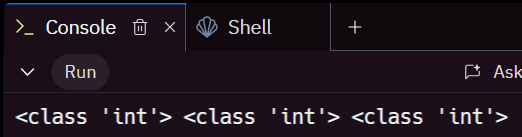 Console Shell
Run Ask
<class 'int'> <class 'int'> <class 'int'>